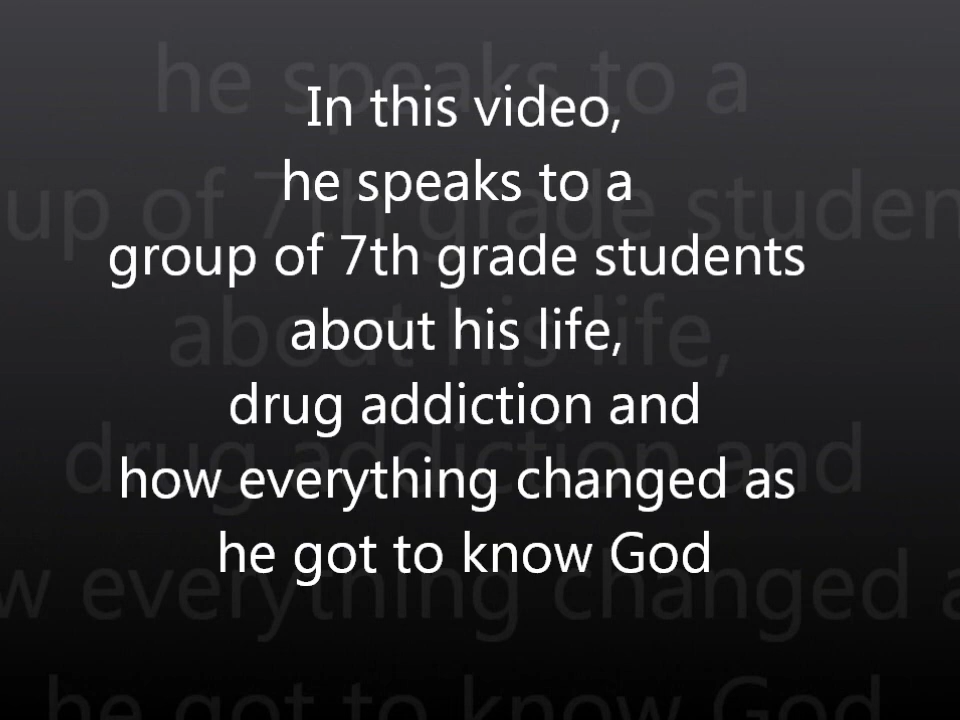 In this video,
he speaks to a
group of 7th grade students
about his life,
drug addiction and
how everything changed as
he got to know God